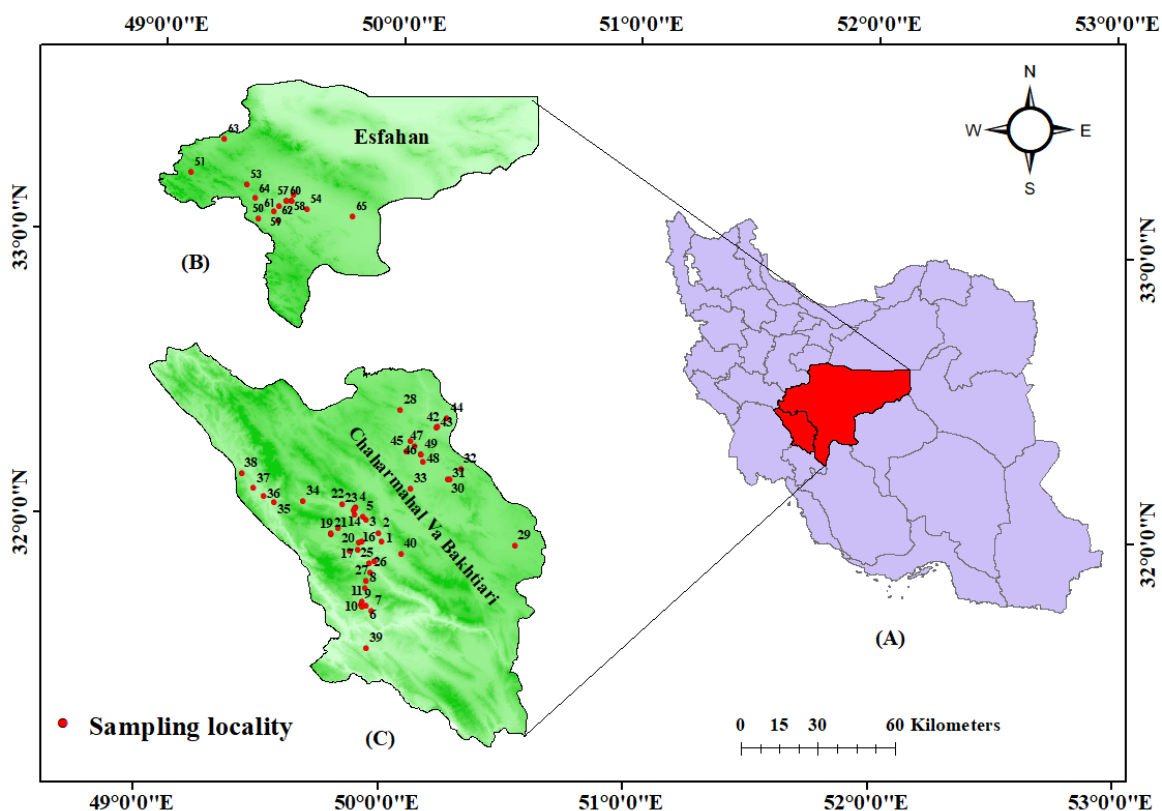 49°0'0"E 50°0'0"E 51°0'0"E 52°0'0"E 53°0'0"E
N
W E
S
Esfahan
63
51
53
64 57 60
50 61 62 58 54
59
65
33°0'0"N
33°0'0"N
(B)
28
44
42 43
45 47
46 49
48 32
31
30
33
38
37
36
35
34
22 23 4
5
14 3 2
19 21
20 16 1
17 25
26
40
29
27
8
11 9
10 7
6
39
Chaharmahal Va Bakhtiari
32°0'0"N
32°0'0"N
(A)
Sampling locality
(C)
0 15 30 60 Kilometers
49°0'0"E 50°0'0"E 51°0'0"E 52°0'0"E 53°0'0"E